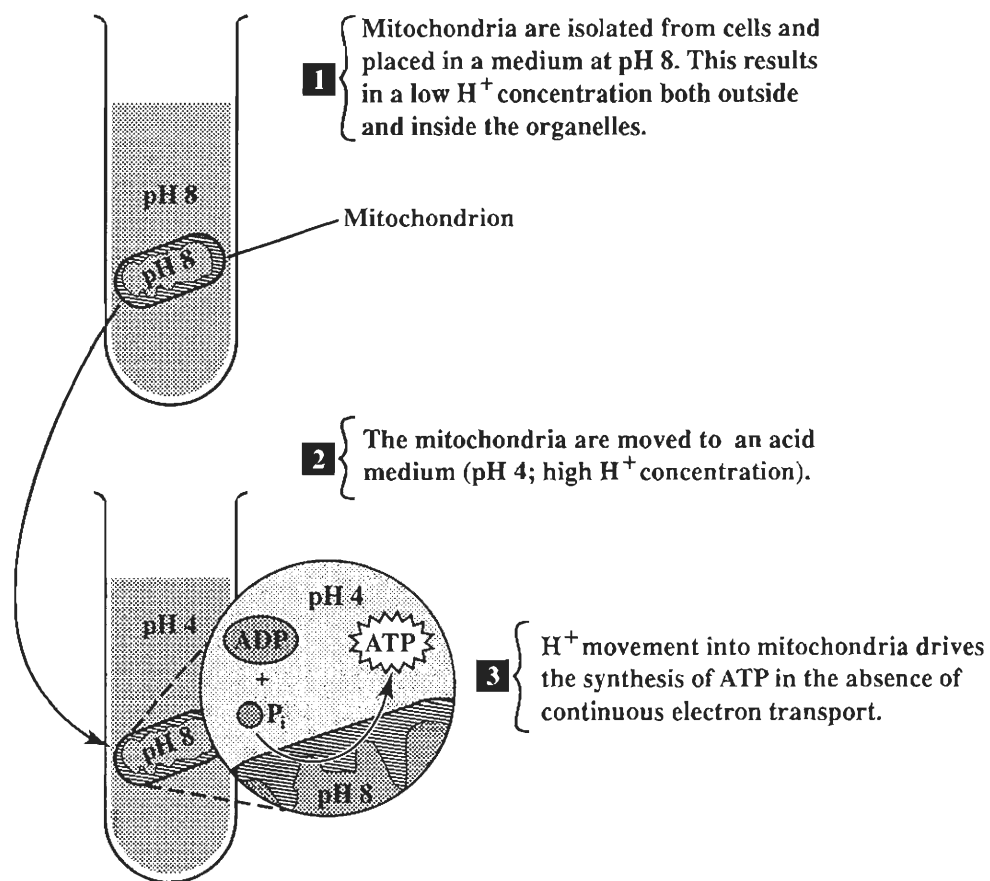 1
Mitochondria are isolated from cells and
placed in a medium at pH 8. This results
in a low H+ concentration both outside
and inside the organelles.
pH 8
Mitochondrion
pH 8
2
The mitochondria are moved to an acid
medium (pH 4; high H+ concentration).
pH 4
pH 8
pH 4
ADP
+
Pi
ATP
pH 8
3
H+ movement into mitochondria drives
the synthesis of ATP in the absence of
continuous electron transport.